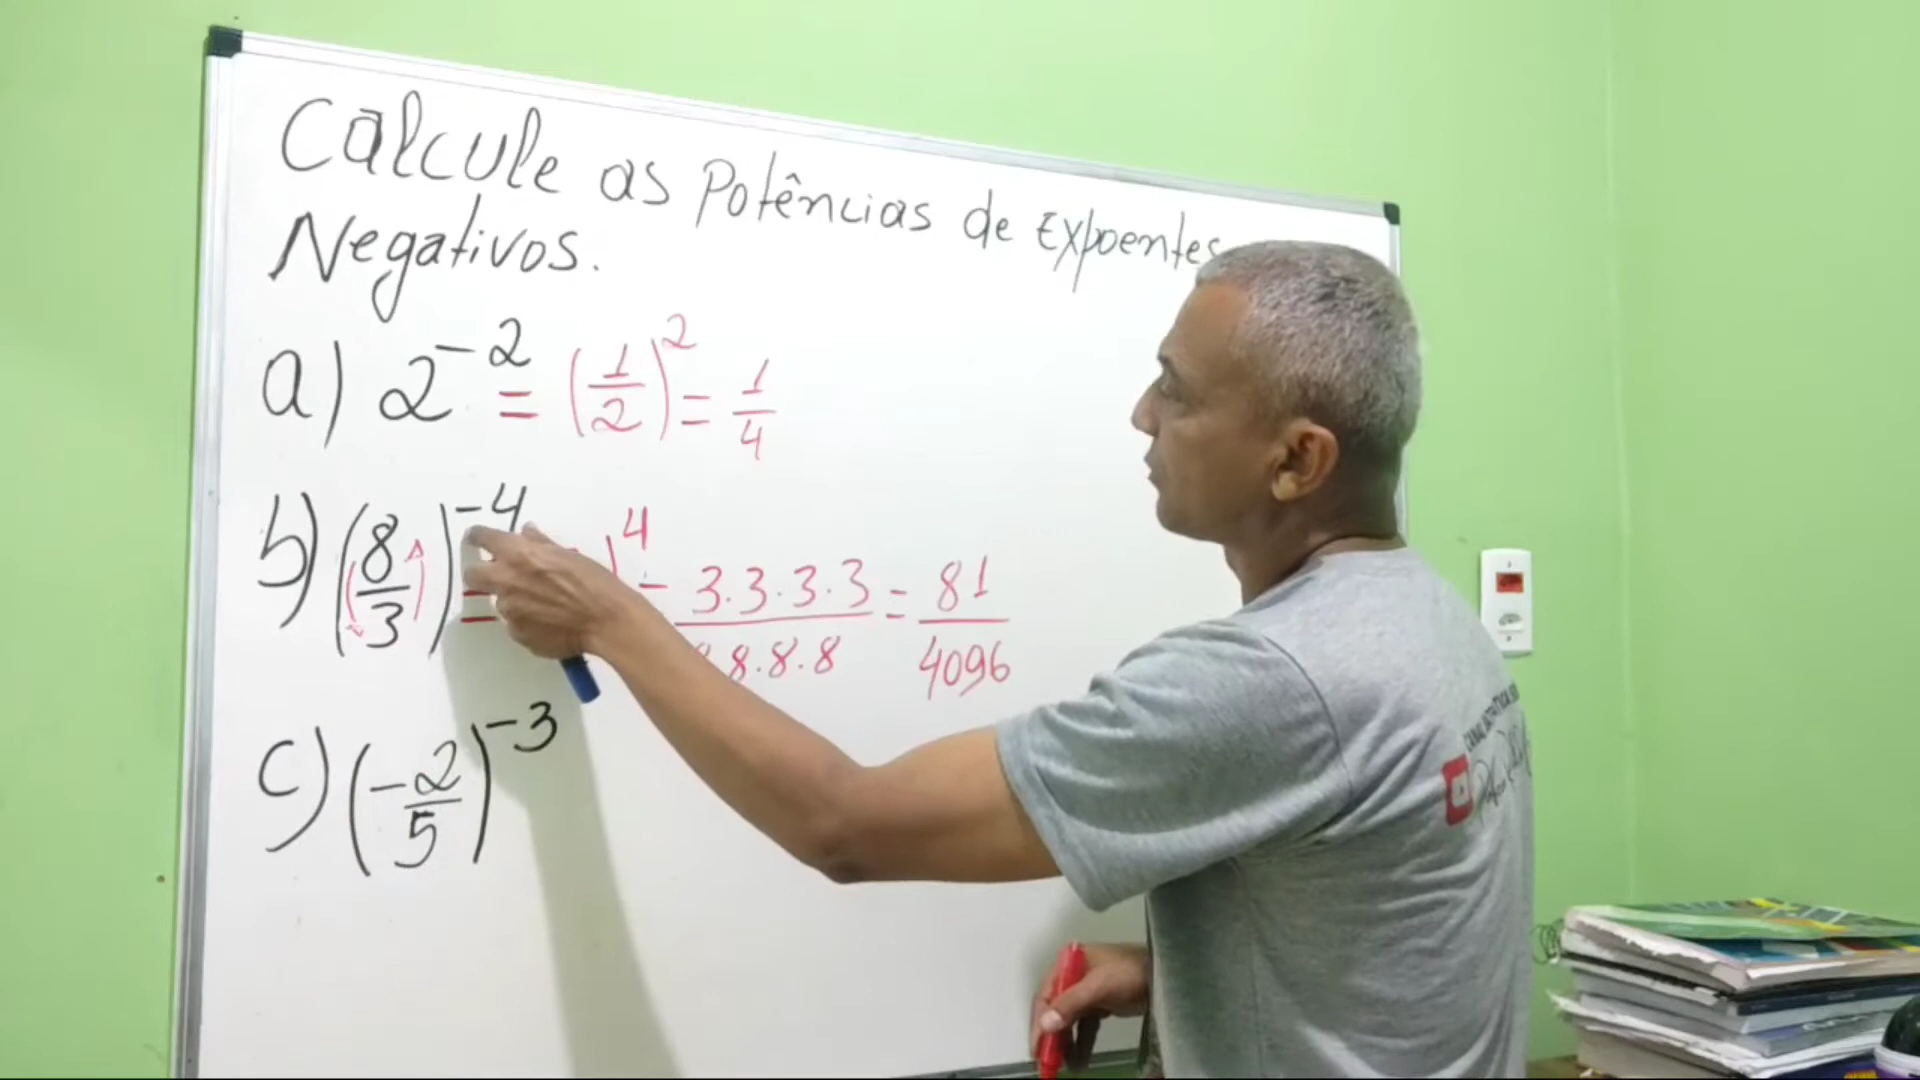 Calcule as Potências de Expoentes
Negativos.
a) 2⁻² = (1/2)² = 1/4
b) (8/3)⁻⁴ = )⁴ = 3.3.3.3/8.8.8 = 81/4096
c) (-2/5)⁻³